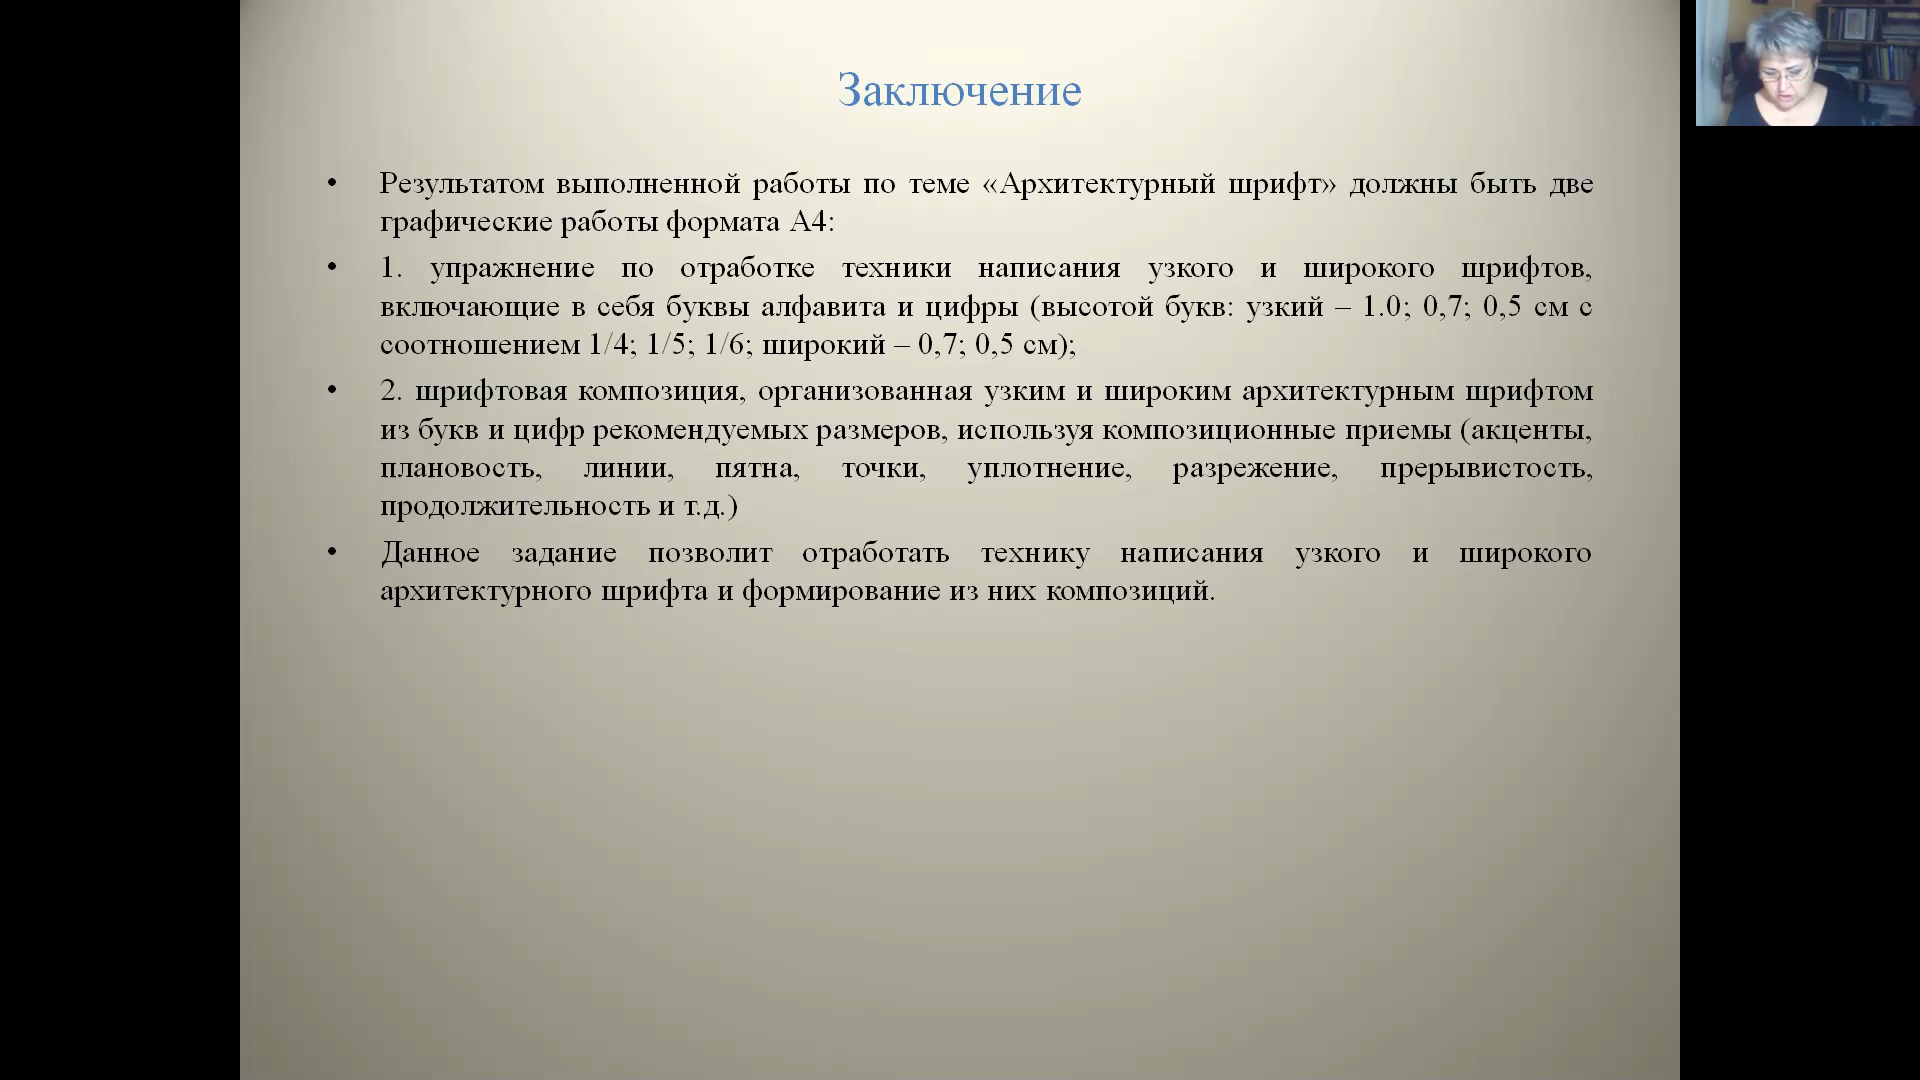 Заключение
• Результатом выполненной работы по теме «Архитектурный шрифт» должны быть две
графические работы формата А4:
• 1. упражнение по отработке техники написания узкого и широкого шрифтов,
включающие в себя буквы алфавита и цифры (высотой букв: узкий – 1.0; 0,7; 0,5 см с
соотношением 1/4; 1/5; 1/6; широкий – 0,7; 0,5 см);
• 2. шрифтовая композиция, организованная узким и широким архитектурным шрифтом
из букв и цифр рекомендуемых размеров, используя композиционные приемы (акценты,
плановость, линии, пятна, точки, уплотнение, разрежение, прерывистость,
продолжительность и т.д.)
• Данное задание позволит отработать технику написания узкого и широкого
архитектурного шрифта и формирование из них композиций.